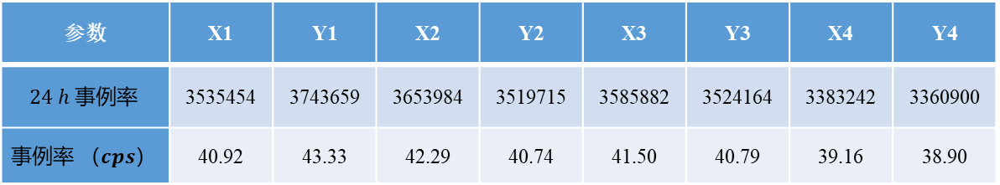 参数 X1 Y1 X2 Y2 X3 Y3 X4 Y4
24 h 事例率 3535454 3743659 3653984 3519715 3585882 3524164 3383242 3360900
事例率 （cps） 40.92 43.33 42.29 40.74 41.50 40.79 39.16 38.90